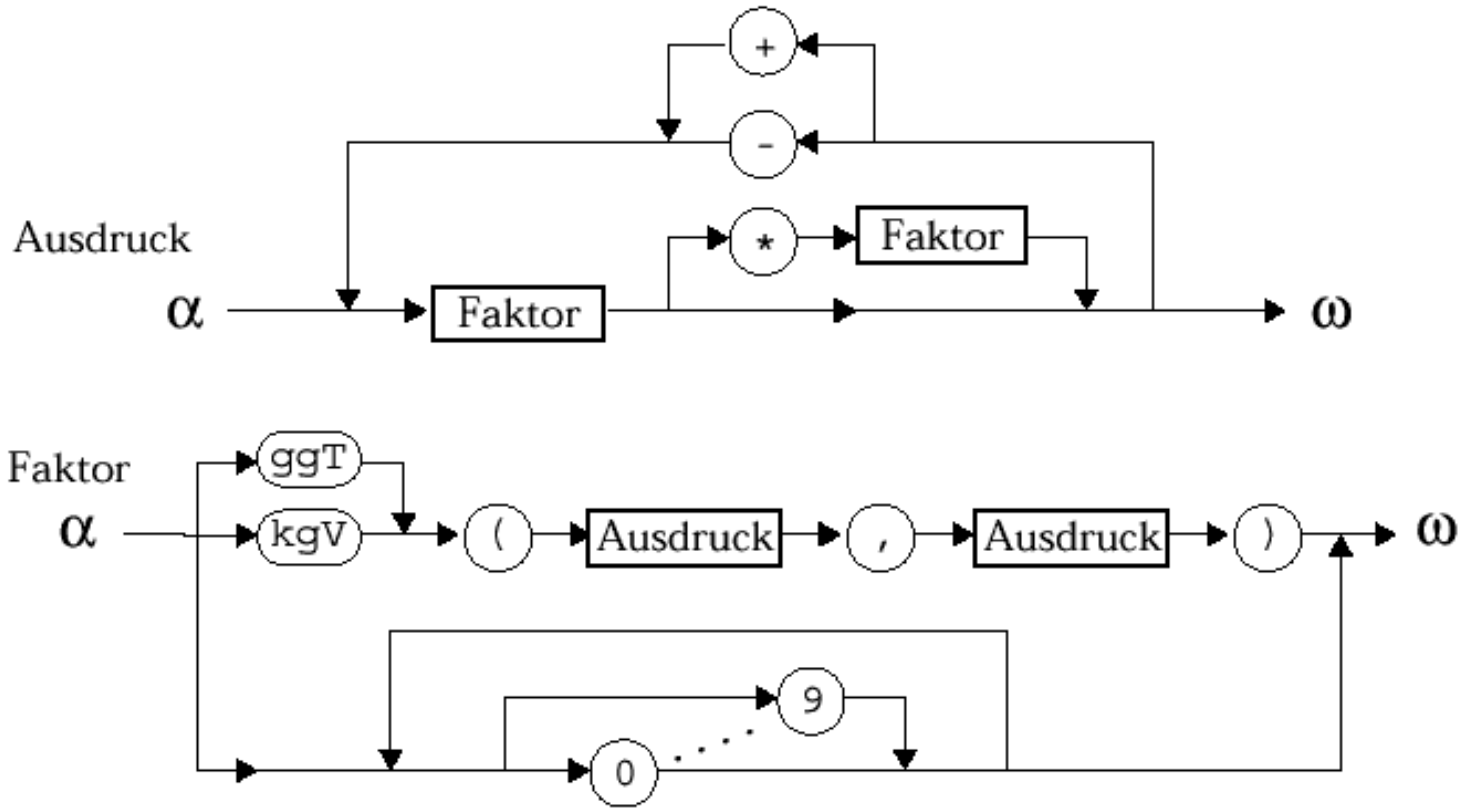 +
-
* Faktor
Ausdruck
α Faktor ω
ggT
Faktor
α kgV ( Ausdruck , Ausdruck ) ω
9
0 . . . .